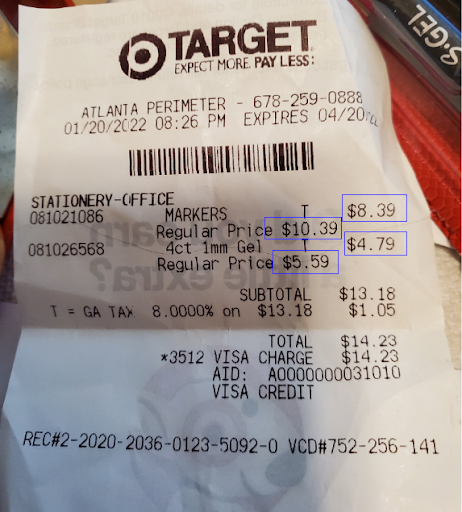 S·GEL
TARGET
EXPECT MORE. PAY LESS:
ATLANTA PERIMETER - 678-259-0888
01/20/2022 08:26 PM EXPIRES 04/20
STATIONERY-OFFICE
081021086 MARKERS T $8.39
Regular Price $10.39
081026568 4ct 1mm Gel T $4.79
Regular Price $5.59
SUBTOTAL $13.18
T = GA TAX 8.0000% on $13.18 $1.05
TOTAL $14.23
*3512 VISA CHARGE $14.23
AID: A0000000031010
VISA CREDIT
REC#2-2020-2036-0123-5092-0 VCD#752-256-141